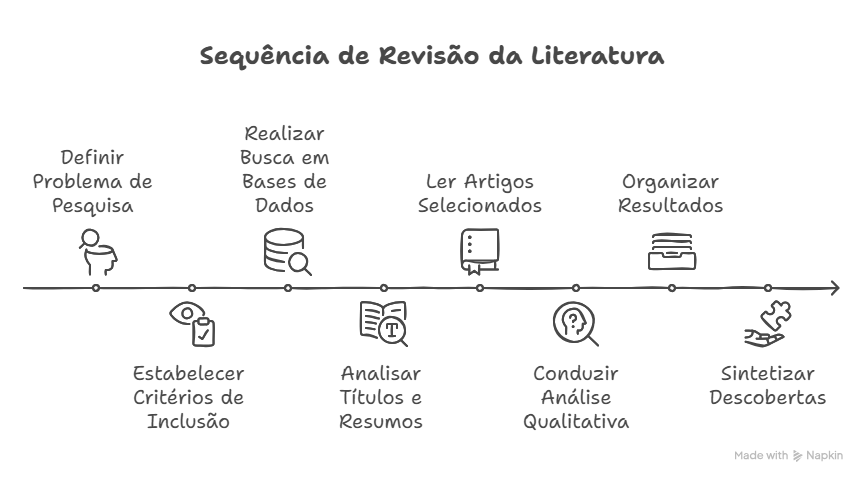 Sequência de Revisão da Literatura
Definir
Problema de
Pesquisa
Estabelecer
Critérios de
Inclusão
Realizar
Busca em
Bases de
Dados
Analisar
Títulos e
Resumos
Ler Artigos
Selecionados
Conduzir
Análise
Qualitativa
Organizar
Resultados
Sintetizar
Descobertas
Made with Napkin